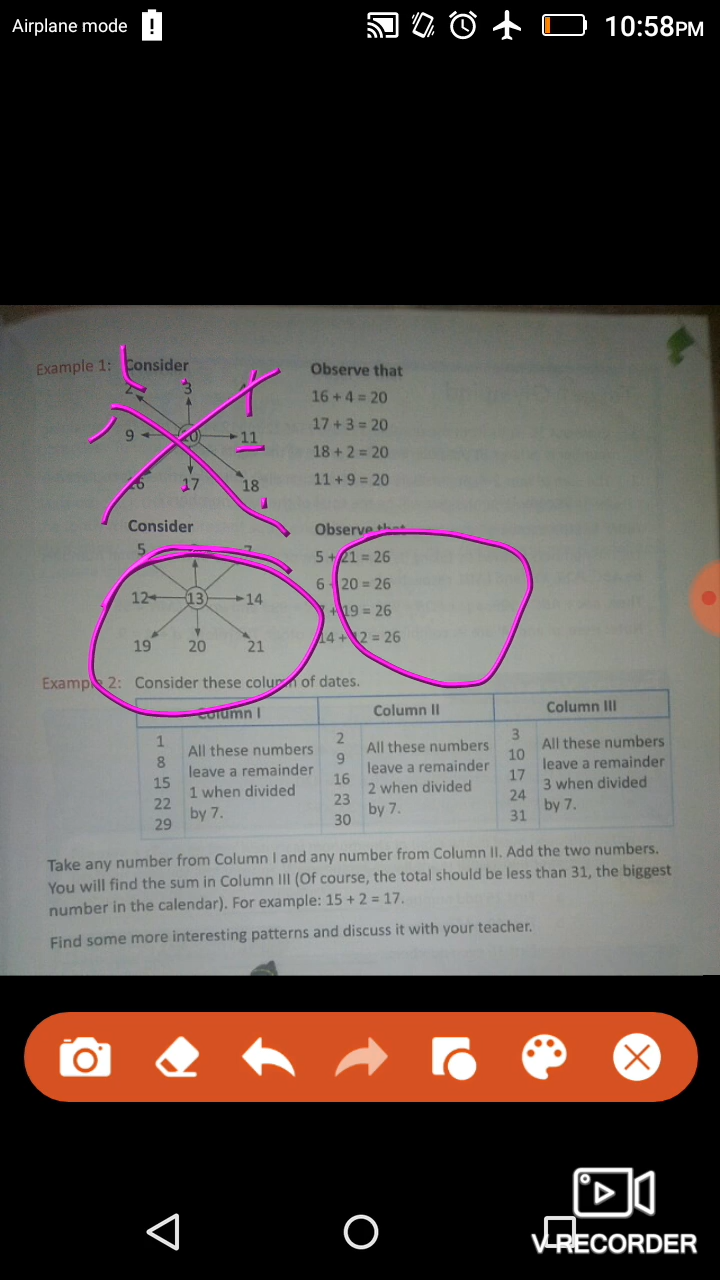 Airplane mode
10:58PM
Example 1: Consider
Observe that
2 3
16 + 4 = 20
17 + 3 = 20
9 11
18 + 2 = 20
17 18
11 + 9 = 20
Consider
Observe that
5 7
5 + 21 = 26
6 20 = 26
12 13 14
+ 19 = 26
19 20 21
14 + 12 = 26
Example 2: Consider these column of dates.
Column I Column II Column III
1
8
15
22
29
All these numbers
leave a remainder
1 when divided
by 7.
2
9
16
23
30
All these numbers
leave a remainder
2 when divided
by 7.
3
10
17
24
31
All these numbers
leave a remainder
3 when divided
by 7.
Take any number from Column I and any number from Column II. Add the two numbers.
You will find the sum in Column III (Of course, the total should be less than 31, the biggest
number in the calendar). For example: 15 + 2 = 17.
Find some more interesting patterns and discuss it with your teacher.
V RECORDER